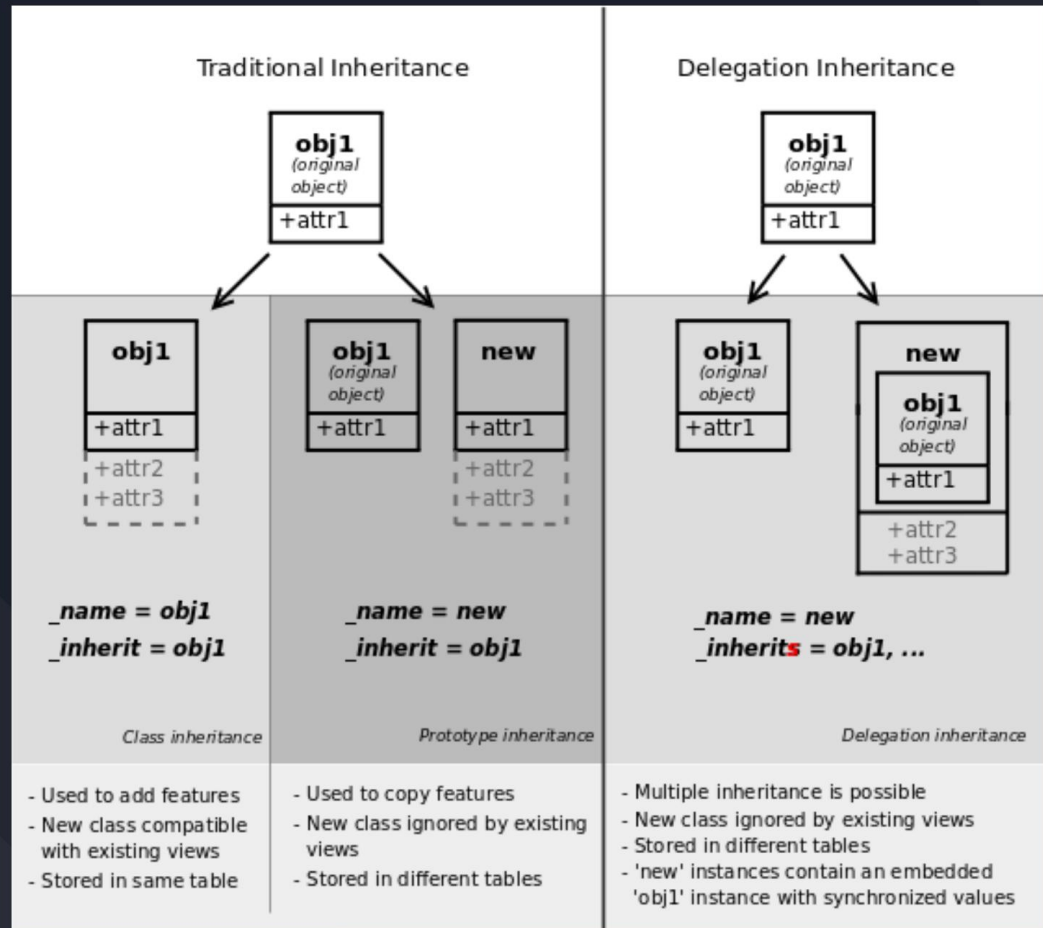 Traditional Inheritance
obj1
(original
object)
+attr1
obj1
+attr1
+attr2
+attr3
_name = obj1
_inherit = obj1
Class inheritance
- Used to add features
- New class compatible
with existing views
- Stored in same table
obj1
(original
object)
+attr1
new
+attr1
+attr2
+attr3
_name = new
_inherit = obj1
Prototype inheritance
- Used to copy features
- New class ignored by existing
views
- Stored in different tables
Delegation Inheritance
obj1
(original
object)
+attr1
obj1
(original
object)
+attr1
new
obj1
(original
object)
+attr1
+attr2
+attr3
_name = new
_inherits = obj1, ...
Delegation inheritance
- Multiple inheritance is possible
- New class ignored by existing views
- Stored in different tables
- 'new' instances contain an embedded
'obj1' instance with synchronized values